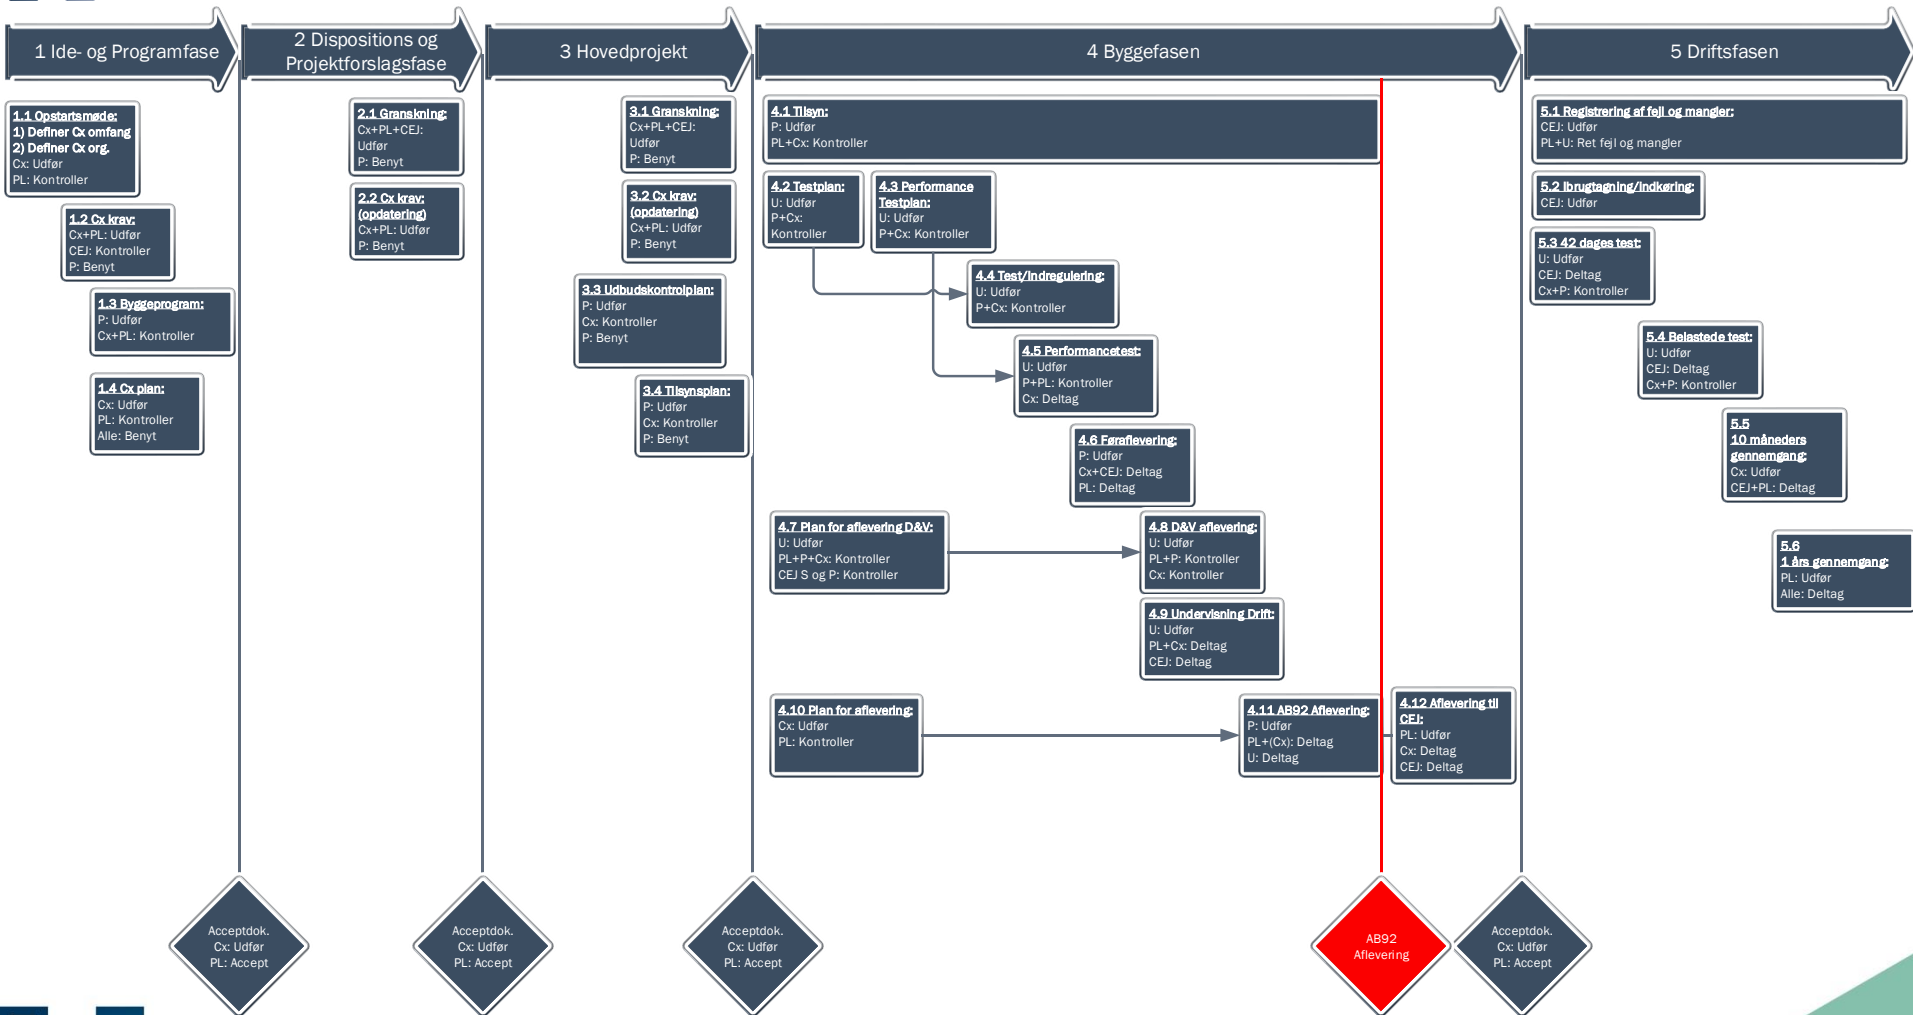 1 Ide- og Programfase
2 Dispositions og
Projektforslagsfase
3 Hovedprojekt
4 Byggefasen
5 Driftsfasen
1.1 Opstartsmøde:
1) Definer Cx omfang
2) Definer Cx org.
Cx: Udfør
PL: Kontroller
1.2 Cx krav:
Cx+PL: Udfør
CEJ: Kontroller
P: Benyt
1.3 Byggeprogram:
P: Udfør
Cx+PL: Kontroller
1.4 Cx plan:
Cx: Udfør
PL: Kontroller
Alle: Benyt
2.1 Granskning:
Cx+PL+CEJ:
Udfør
P: Benyt
2.2 Cx krav:
(opdatering)
Cx+PL: Udfør
P: Benyt
3.1 Granskning:
Cx+PL+CEJ:
Udfør
P: Benyt
3.2 Cx krav:
(opdatering)
Cx+PL: Udfør
P: Benyt
3.3 Udbudskontrolplan:
P: Udfør
Cx: Kontroller
P: Benyt
3.4 Tilsynsplan:
P: Udfør
Cx: Kontroller
P: Benyt
4.1 Tilsyn:
P: Udfør
PL+Cx: Kontroller
4.2 Testplan:
U: Udfør
P+Cx:
Kontroller
4.3 Performance
Testplan:
U: Udfør
P+Cx: Kontroller
4.4 Test/indregulering:
U: Udfør
P+Cx: Kontroller
4.5 Performancetest:
U: Udfør
P+PL: Kontroller
Cx: Deltag
4.6 Føraflevering:
P: Udfør
Cx+CEJ: Deltag
PL: Deltag
4.7 Plan for aflevering D&V:
U: Udfør
PL+P+Cx: Kontroller
CEJ S og P: Kontroller
4.8 D&V aflevering:
U: Udfør
PL+P: Kontroller
Cx: Kontroller
4.9 Undervisning Drift:
U: Udfør
PL+Cx: Deltag
CEJ: Deltag
4.10 Plan for aflevering:
Cx: Udfør
PL: Kontroller
4.11 AB92 Aflevering:
P: Udfør
PL+(Cx): Deltag
U: Deltag
4.12 Aflevering til
CEJ:
PL: Udfør
Cx: Deltag
CEJ: Deltag
5.1 Registrering af fejl og mangler:
CEJ: Udfør
PL+U: Ret fejl og mangler
5.2 Ibrugtagning/indkøring:
CEJ: Udfør
5.3 42 dages test:
U: Udfør
CEJ: Deltag
Cx+P: Kontroller
5.4 Belastede test:
U: Udfør
CEJ: Deltag
Cx+P: Kontroller
5.5
10 måneders
gennemgang:
Cx: Udfør
CEJ+PL: Deltag
5.6
1 års gennemgang:
PL: Udfør
Alle: Deltag
Acceptdok.
Cx: Udfør
PL: Accept
Acceptdok.
Cx: Udfør
PL: Accept
Acceptdok.
Cx: Udfør
PL: Accept
AB92
Aflevering
Acceptdok.
Cx: Udfør
PL: Accept